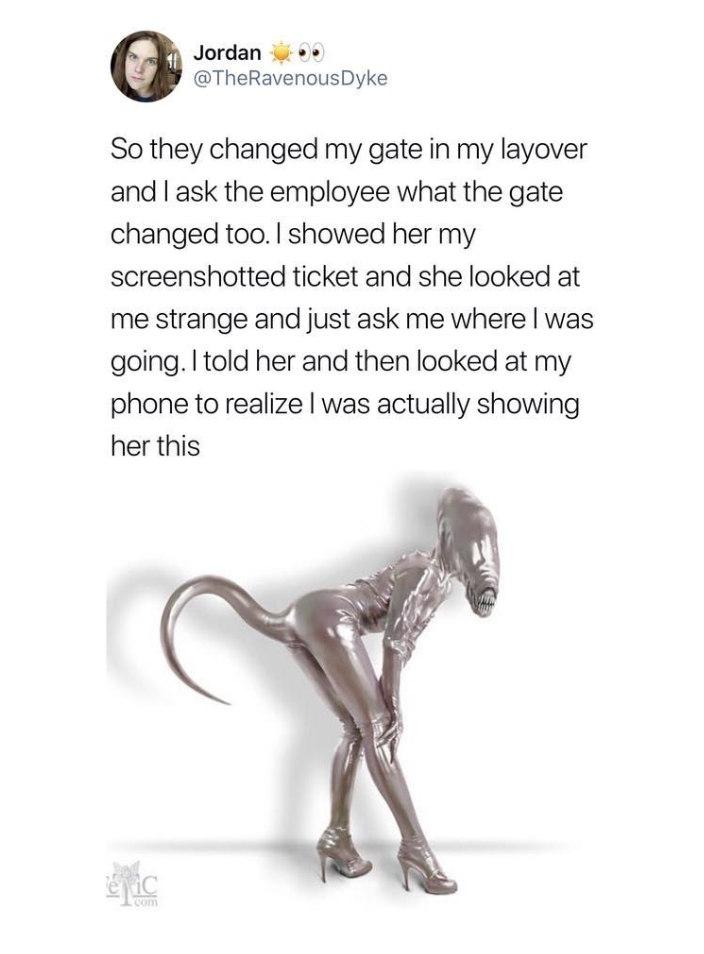 Jordan ☀️ 👀
@TheRavenousDyke
So they changed my gate in my layover
and I ask the employee what the gate
changed too. I showed her my
screenshotted ticket and she looked at
me strange and just ask me where I was
going. I told her and then looked at my
phone to realize I was actually showing
her this
com